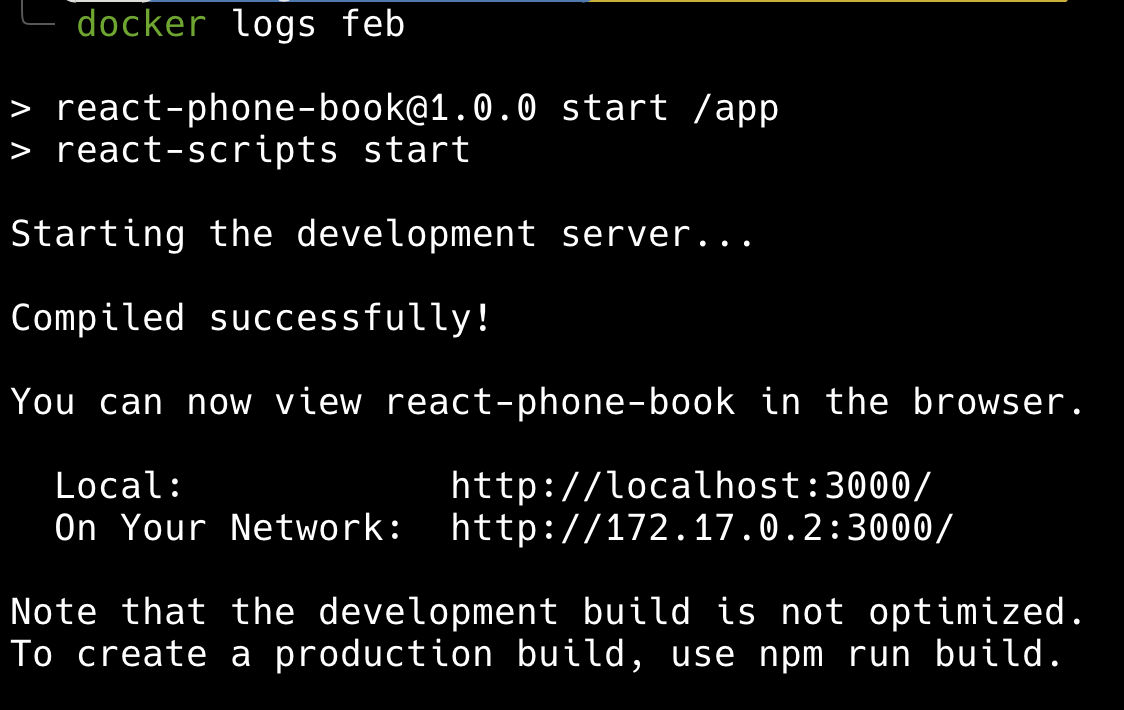 docker logs feb
> react-phone-book@1.0.0 start /app
> react-scripts start
Starting the development server...
Compiled successfully!
You can now view react-phone-book in the browser.
Local: http://localhost:3000/
On Your Network: http://172.17.0.2:3000/
Note that the development build is not optimized.
To create a production build, use npm run build.